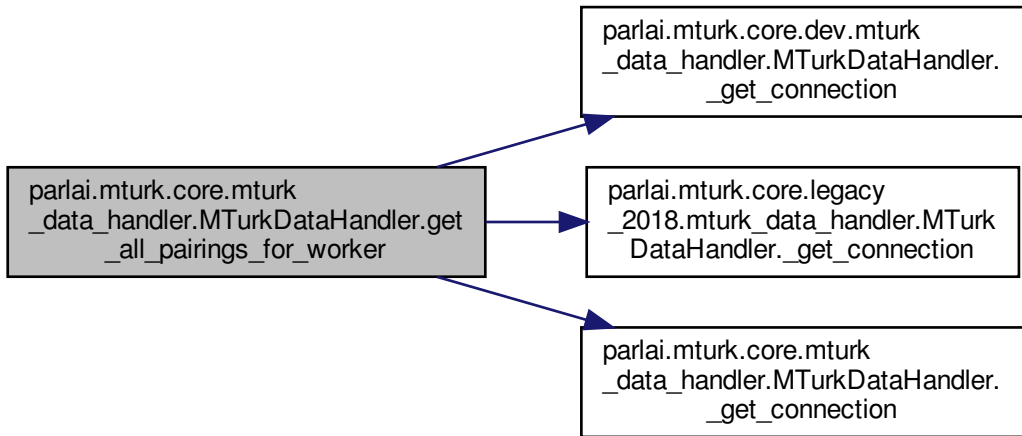 parlai.mturk.core.dev.mturk
_data_handler.MTurkDataHandler.
_get_connection
parlai.mturk.core.mturk
_data_handler.MTurkDataHandler.get
_all_pairings_for_worker
parlai.mturk.core.legacy
_2018.mturk_data_handler.MTurk
DataHandler._get_connection
parlai.mturk.core.mturk
_data_handler.MTurkDataHandler.
_get_connection